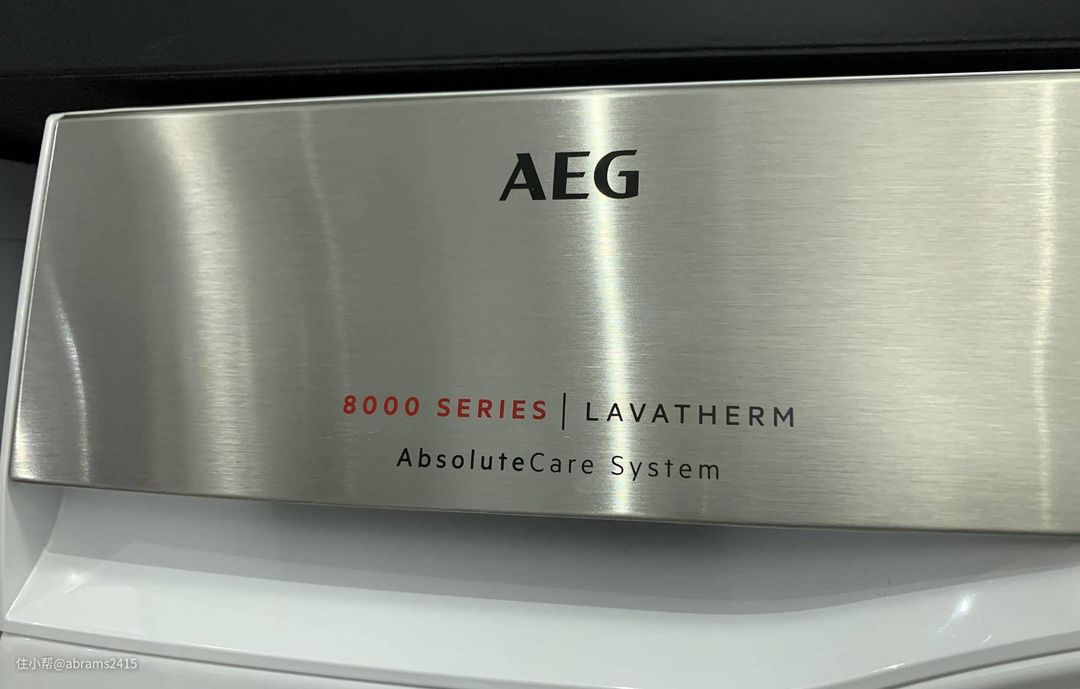 AEG
8000 SERIES | LAVATHERM
AbsoluteCare System
住小帮@abrams2415